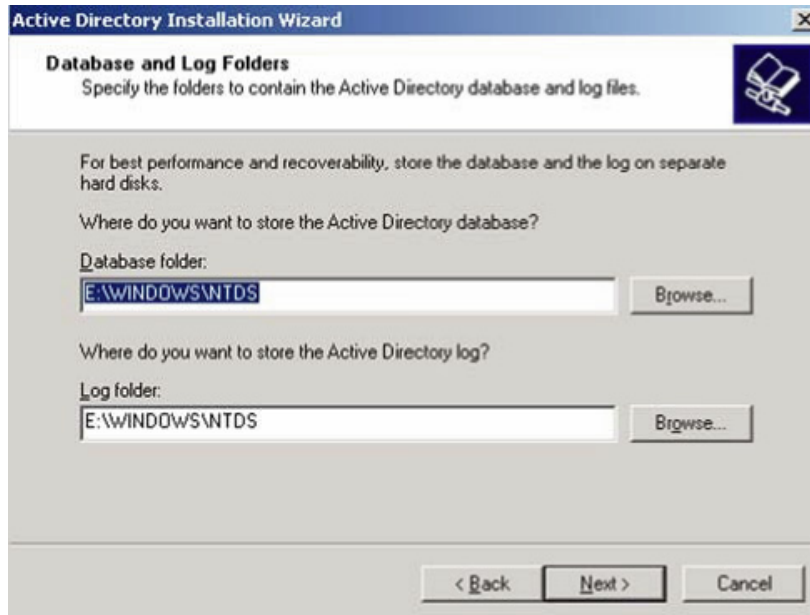 Active Directory Installation Wizard
Database and Log Folders
Specify the folders to contain the Active Directory database and log files.
For best performance and recoverability, store the database and the log on separate
hard disks.
Where do you want to store the Active Directory database?
Database folder:
E:\WINDOWS\NTDS
Browse...
Where do you want to store the Active Directory log?
Log folder:
E:\WINDOWS\NTDS
Browse...
< Back Next > Cancel